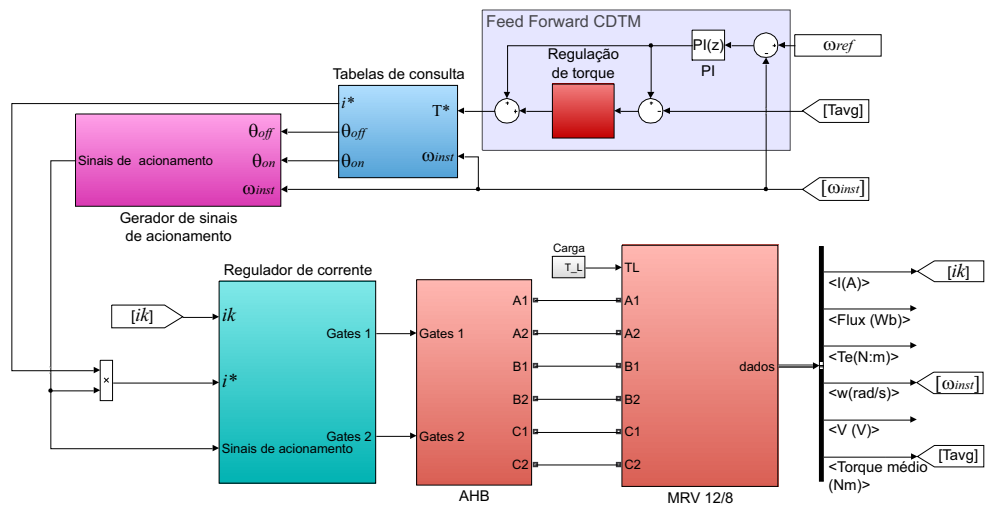 Feed Forward CDTM
PI(z)
PI
ωref
Regulação
de torque
[Tavg]
Tabelas de consulta
i*
T*
θoff
θon
ωinst
[ωinst]
Sinais de acionamento
θoff
θon
ωinst
Gerador de sinais
de acionamento
Regulador de corrente
[ik]
ik
i*
Sinais de acionamento
Gates 1
Gates 2
×
Gates 1
Gates 2
A1
A2
B1
B2
C1
C2
AHB
Carga
T_L
TL
A1
A2
B1
B2
C1
C2
dados
MRV 12/8
<I(A)>
[ik]
<Flux (Wb)>
<Te(N:m)>
<w(rad/s)>
[ωinst]
<V (V)>
<Torque médio
(Nm)>
[Tavg]